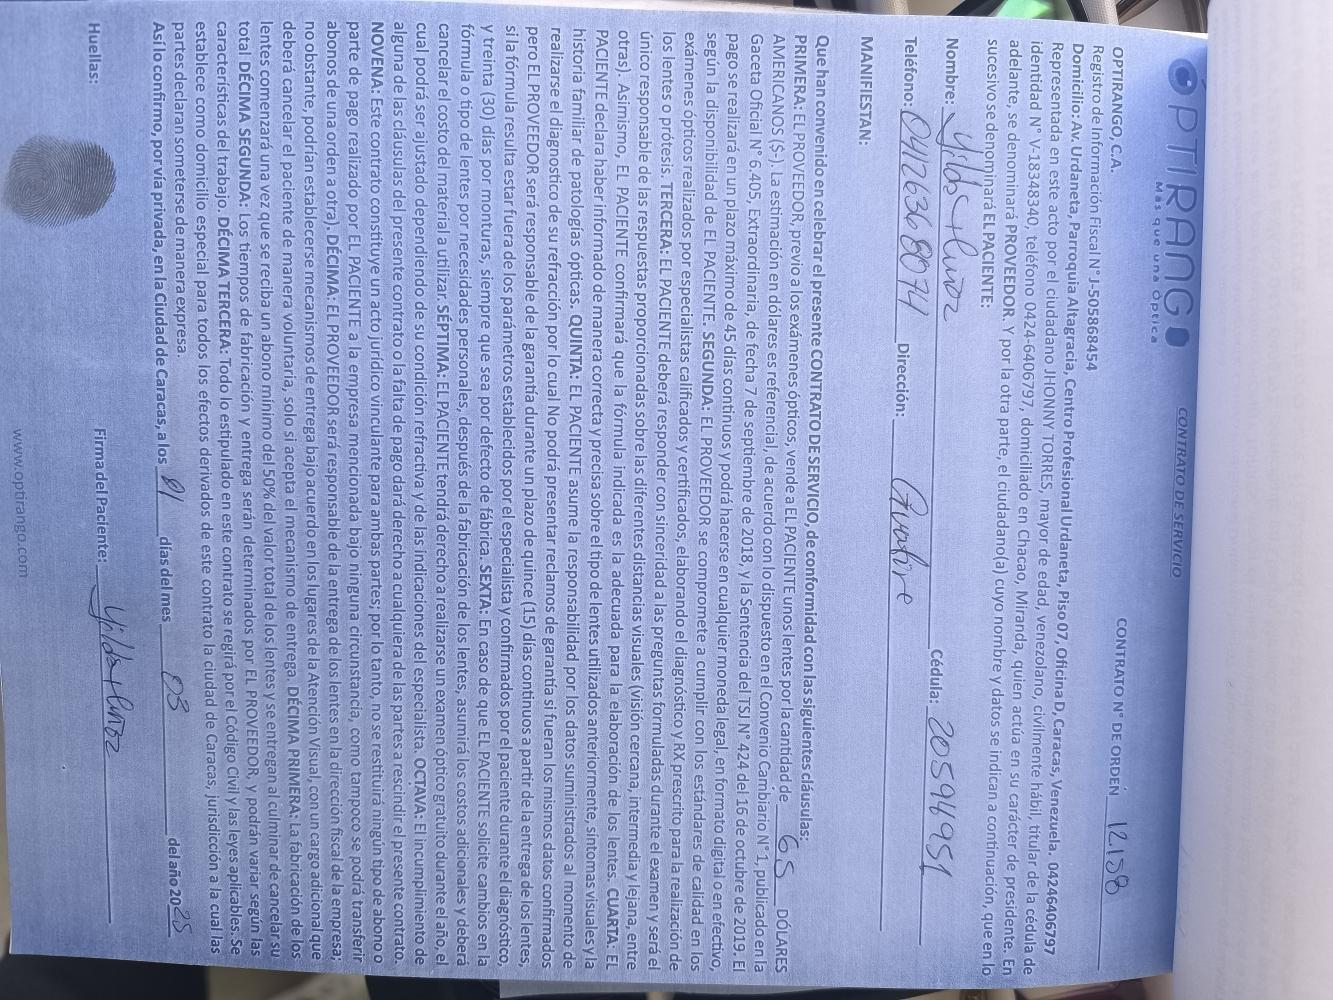 ÓPTIRANGO
Más que una Óptica
CONTRATO DE SERVICIO
CONTRATO N° DE ORDEN 12158
OPTIRANGO, C.A.
Registro de Información Fiscal N° J-505868454
Domicilio: Av. Urdaneta, Parroquia Altagracia, Centro Profesional Urdaneta, Piso 07, Oficina D, Caracas, Venezuela. 04246406797
Representada en este acto por el ciudadano JHONNY TORRES, mayor de edad, venezolano, civilmente hábil, titular de la cédula de
identidad N° V-18348340, teléfono 0424-6406797, domiciliado en Chacao, Miranda, quien actúa en su carácter de presidente. En
adelante, se denominará PROVEEDOR. Y por la otra parte, el ciudadano(a) cuyo nombre y datos se indican a continuación, que en lo
sucesivo se denominará EL PACIENTE:
Nombre: Yilda Cédula: 20594951
Teléfono: 04126368074 Dirección:
MANIFIESTAN:
Que han convenido en celebrar el presente CONTRATO DE SERVICIO, de conformidad con las siguientes cláusulas:
PRIMERA: EL PROVEEDOR, previo a los exámenes ópticos, vende a EL PACIENTE unos lentes por la cantidad de 65 DÓLARES
AMERICANOS ($-). La estimación en dólares es referencial, de acuerdo con lo dispuesto en el Convenio Cambiario N°1, publicado en la
Gaceta Oficial N° 6.405, Extraordinaria, de fecha 7 de septiembre de 2018, y la Sentencia del TSJ N° 424 del 16 de octubre de 2019. El
pago se realizará en un plazo máximo de 45 días continuos y podrá hacerse en cualquier moneda legal, en formato digital o en efectivo,
según la disponibilidad de EL PACIENTE. SEGUNDA: EL PROVEEDOR se compromete a cumplir con los estándares de calidad en los
exámenes ópticos realizados por especialistas calificados y certificados, elaborando el diagnóstico y RX prescrito para la realización de
los lentes o prótesis. TERCERA: EL PACIENTE deberá responder con sinceridad a las preguntas formuladas durante el examen y será el
único responsable de las respuestas proporcionadas sobre las diferentes distancias visuales (visión cercana, intermedia y lejana, entre
otras). Asimismo, EL PACIENTE confirmará que la fórmula indicada es la adecuada para la elaboración de los lentes. CUARTA: EL
PACIENTE declara haber informado de manera correcta y precisa sobre el tipo de lentes utilizados anteriormente, síntomas visuales y la
historia familiar de patologías ópticas. QUINTA: EL PACIENTE asume la responsabilidad por los datos suministrados al momento de
realizarse el diagnostico de su refracción por lo cual No podrá presentar reclamos de garantía si fueran los mismos datos confirmados
pero EL PROVEEDOR será responsable de la garantía durante un plazo de quince (15) días continuos a partir de la entrega de los lentes,
si la fórmula resulta estar fuera de los parámetros establecidos por el especialista y confirmados por el paciente durante el diagnóstico,
y treinta (30) días por monturas, siempre que sea por defecto de fábrica. SEXTA: En caso de que EL PACIENTE solicite cambios en la
fórmula o tipo de lentes por necesidades personales, después de la fabricación de los lentes, asumirá los costos adicionales y deberá
cancelar el costo del material a utilizar. SÉPTIMA: EL PACIENTE tendrá derecho a realizarse un examen óptico gratuito durante el año, el
cual podrá ser ajustado dependiendo de su condición refractiva y de las indicaciones del especialista. OCTAVA: El incumplimiento de
alguna de las cláusulas del presente contrato o la falta de pago dará derecho a cualquiera de las partes a rescindir el presente contrato,
NOVENA: Este contrato constituye un acto jurídico vinculante para ambas partes; por lo tanto, no se restituirá ningún tipo de abono o
parte de pago realizado por EL PACIENTE a la empresa mencionada bajo ninguna circunstancia, como tampoco se podrá transferir
abonos de una orden a otra). DÉCIMA: EL PROVEEDOR será responsable de la entrega de los lentes en la dirección fiscal de la empresa;
no obstante, podrían establecerse mecanismos de entrega bajo acuerdo en los lugares de la Atención Visual, con un cargo adicional que
deberá cancelar el paciente de manera voluntaria, solo si acepta el mecanismo de entrega. DÉCIMA PRIMERA: La fabricación de los
lentes comenzará una vez que se reciba un abono mínimo del 50% del valor total de los lentes y se entregan al culminar de cancelar su
total DÉCIMA SEGUNDA: Los tiempos de fabricación y entrega serán determinados por EL PROVEEDOR, y podrán variar según las
características del trabajo. DÉCIMA TERCERA: Todo lo estipulado en este contrato se regirá por el Código Civil y las leyes aplicables. Se
establece como domicilio especial para todos los efectos derivados de este contrato la ciudad de Caracas, jurisdicción a la cual las
partes declaran someterse de manera expresa.
Así lo confirmo, por vía privada, en la Ciudad de Caracas, a los 01 días del mes 03 del año 2025
Huellas:
Firma del Paciente: Yilda
www.optirango.com